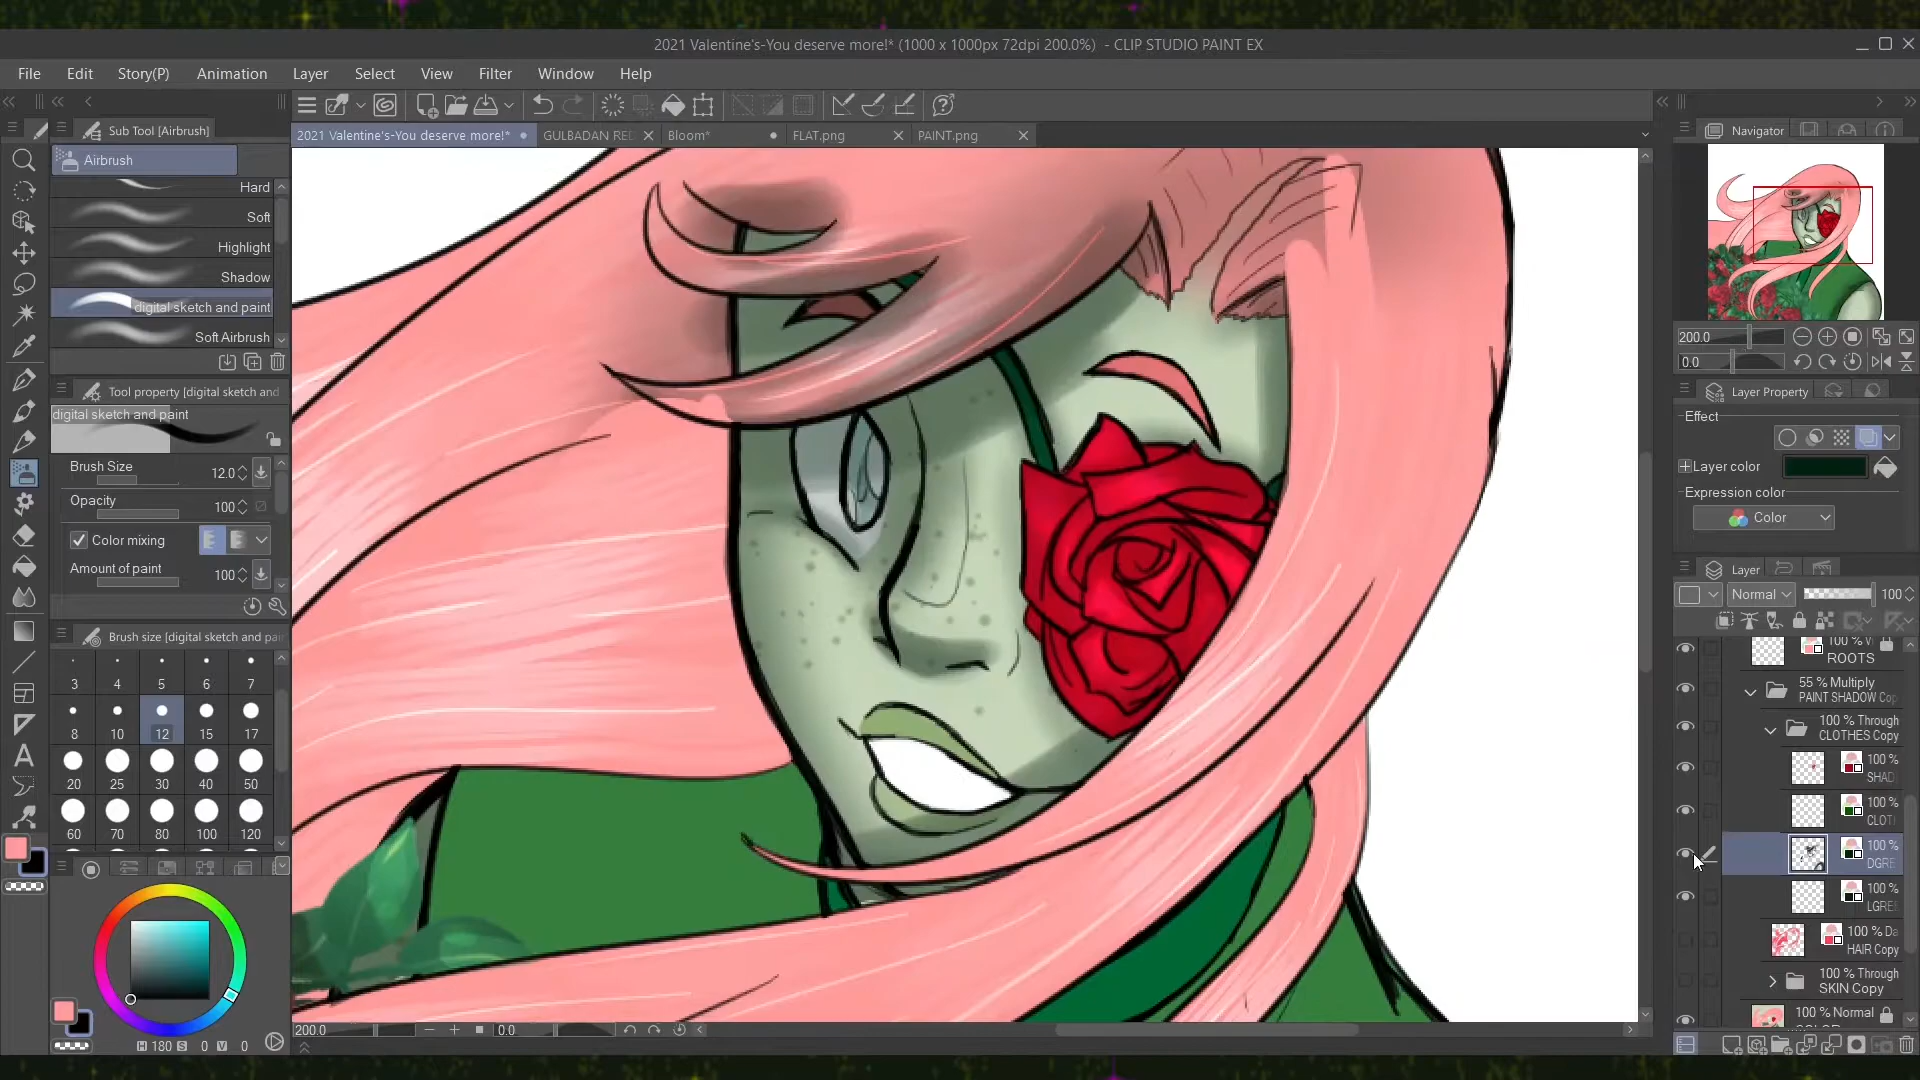 2021 Valentine's-You deserve more!* (1000 x 1000px 72dpi 200.0%) - CLIP STUDIO PAINT EX
File Edit Story(P) Animation Layer Select View Filter Window Help
Sub Tool [Airbrush]
2021 Valentine's-You deserve more!* GULBADAN RED Bloom* FLAT.png PAINT.png
Navigator
Airbrush
Hard
Soft
Highlight
Shadow
digital sketch and paint
Soft Airbrush
200.0
0.0
Tool property [digital sketch and
digital sketch and paint
Brush Size 12.0
Opacity 100
Color mixing
Amount of paint 100
Brush size [digital sketch and pai
3 4 5 6 7
8 10 12 15 17
20 25 30 40 50
60 70 80 100 120
H 180 S 0 V 0
200.0 0.0
Layer Property
Effect
Layer color
Expression color
Color
Layer
Normal 100
ROOTS
55 % Multiply
PAINT SHADOW Cop
100 % Through
CLOTHES Copy
100 %
SHAD
100 %
CLOT
100 %
DGRE
100 %
LGREE
100 % Da
HAIR Copy
100 % Through
SKIN Copy
100 % Normal